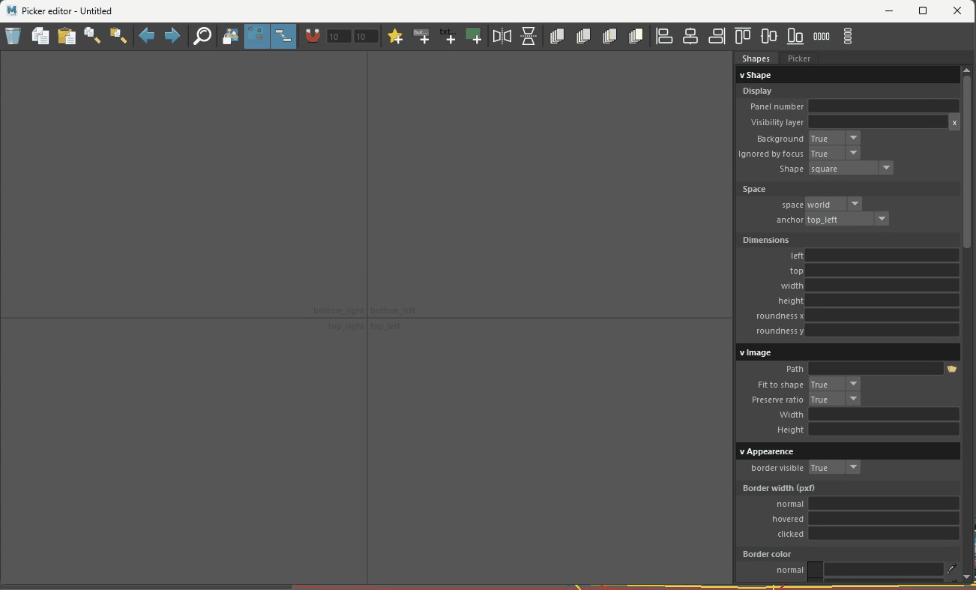 Picker editor - Untitled
10 10
Shapes Picker
v Shape
Display
Panel number
Visibility layer x
Background True
Ignored by focus True
Shape square
Space
space world
anchor top_left
Dimensions
left
top
width
height
roundness x
roundness y
bottom_right bottom_left
top_right top_left
v Image
Path
Fit to shape True
Preserve ratio True
Width
Height
v Appearence
border visible True
Border width (pxf)
normal
hovered
clicked
Border color
normal